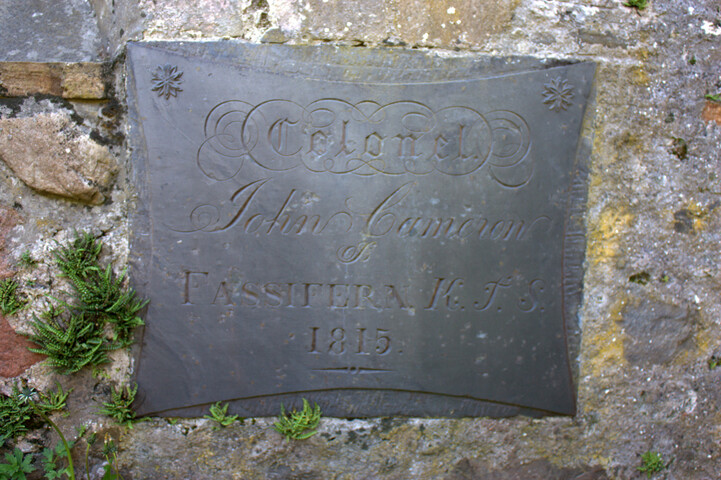 Colonel.
John Cameron
of
FASSIFERN. K.T.S.
1815.